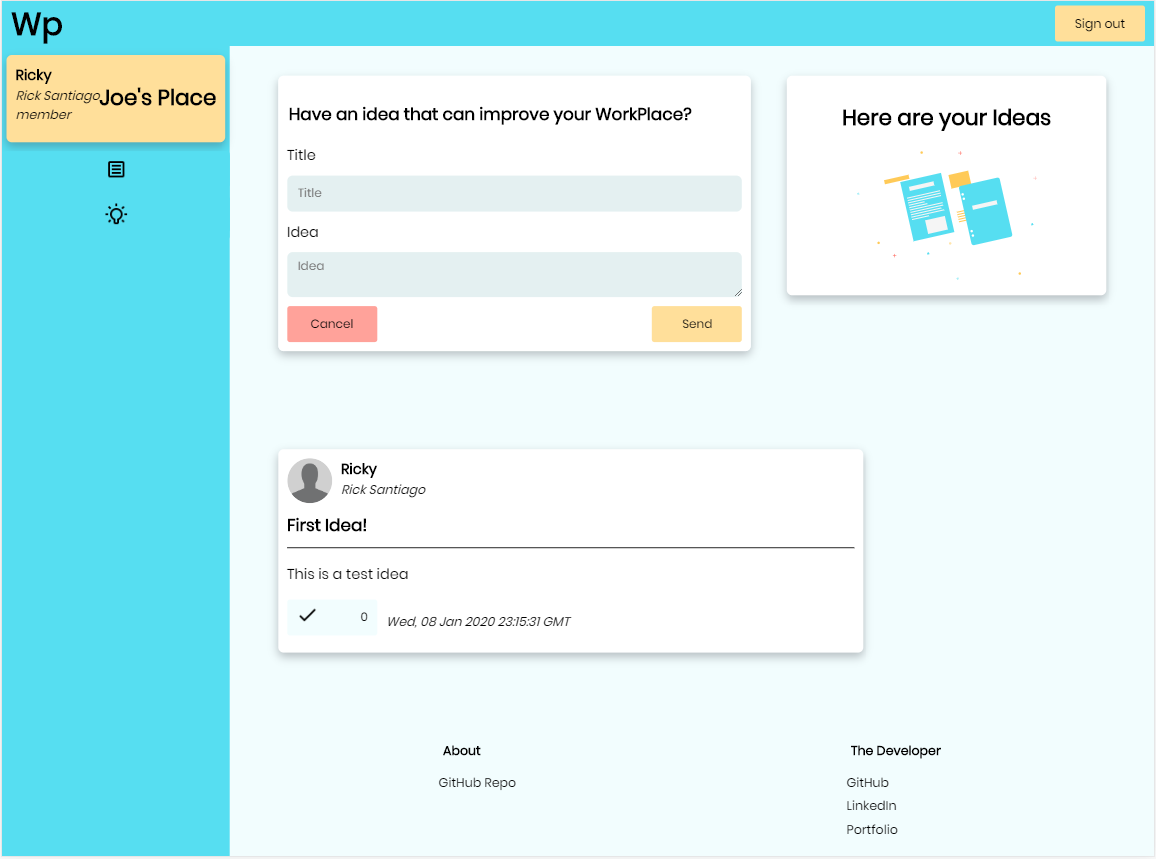 Wp
Sign out
Ricky
Rick Santiago
member
Joe's Place
Have an idea that can improve your WorkPlace?
Title
Title
Idea
Idea
Cancel
Send
Here are your Ideas
Ricky
Rick Santiago
First Idea!
This is a test idea
0
Wed, 08 Jan 2020 23:15:31 GMT
About
GitHub Repo
The Developer
GitHub
LinkedIn
Portfolio